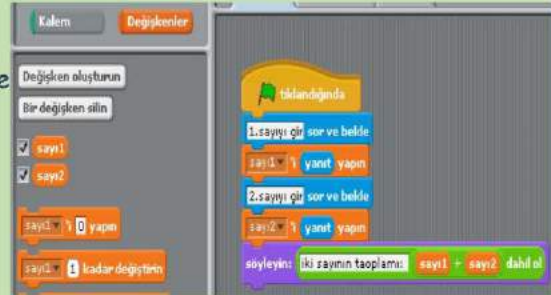 Kalem Değişkenler
e
Değişken oluşturun
Bir değişken silin
sayı1
sayı2
sayı1 'i 0 yapın
sayı1 1 kadar değiştirin
tıklandığında
1.sayıyı gir sor ve bekle
sayı1 'i yanıt yapın
2.sayıyı gir sor ve bekle
sayı2 'i yanıt yapın
söyleyin: iki sayının taoplamı: sayı1 + sayı2 dahil ol